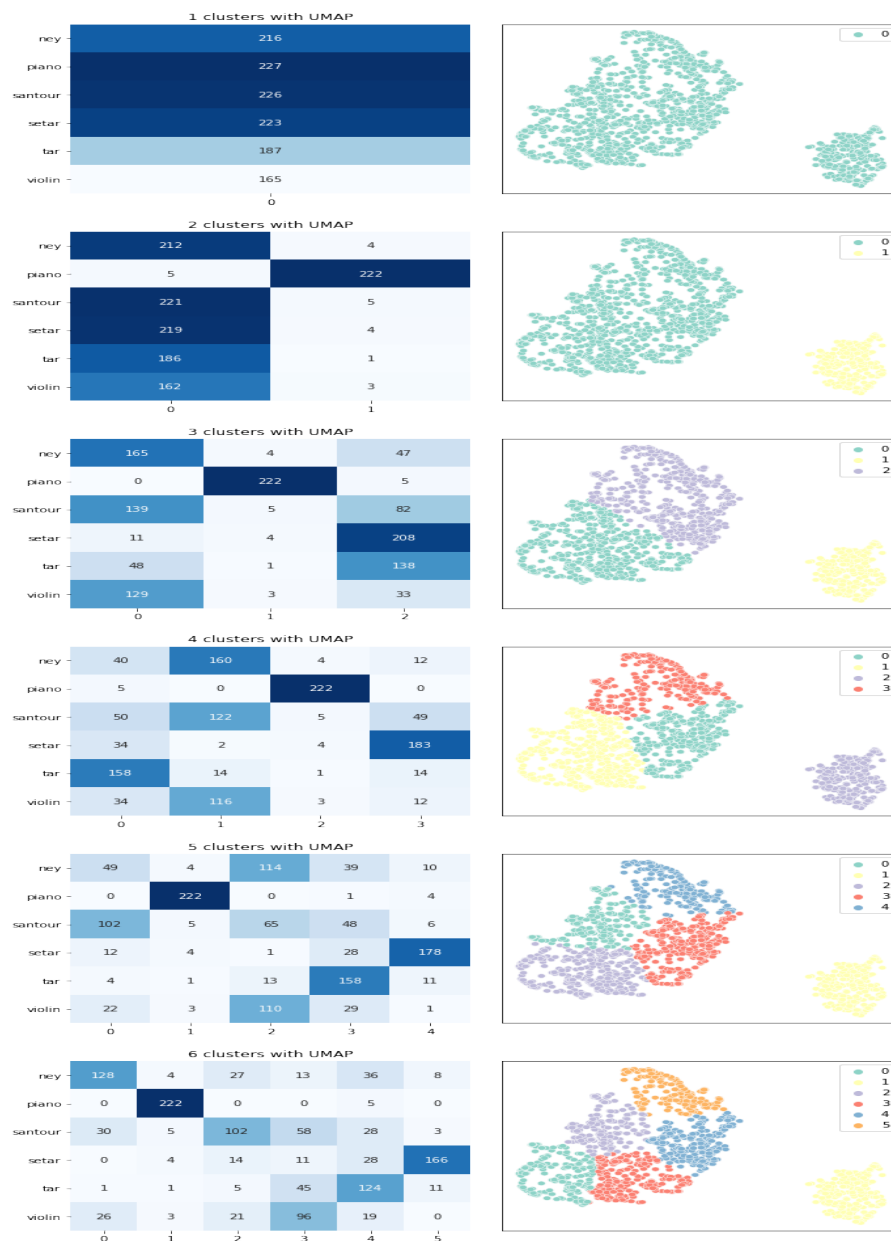 1 clusters with UMAP
ney 216 0
piano 227
santour 226
setar 223
tar 187
violin 165
0
2 clusters with UMAP
ney 212 4 0
piano 5 222 1
santour 221 5
setar 219 4
tar 186 1
violin 162 3
0 1
3 clusters with UMAP
ney 165 4 47 0
piano 0 222 5 1
santour 139 5 82 2
setar 11 4 208
tar 48 1 138
violin 129 3 33
0 1 2
4 clusters with UMAP
ney 40 160 4 12 0
piano 5 0 222 0 1
santour 50 122 5 49 2
setar 34 2 4 183 3
tar 158 14 1 14
violin 34 116 3 12
0 1 2 3
5 clusters with UMAP
ney 49 4 114 39 10 0
piano 0 222 0 1 4 1
santour 102 5 65 48 6 2
setar 12 4 1 28 178 3
tar 4 1 13 158 11 4
violin 22 3 110 29 1
0 1 2 3 4
6 clusters with UMAP
ney 128 4 27 13 36 8 0
piano 0 222 0 0 5 0 1
santour 30 5 102 58 28 3 2
setar 0 4 14 11 28 166 3
tar 1 1 5 45 124 11 4
violin 26 3 21 96 19 0 5
0 1 2 3 4 5